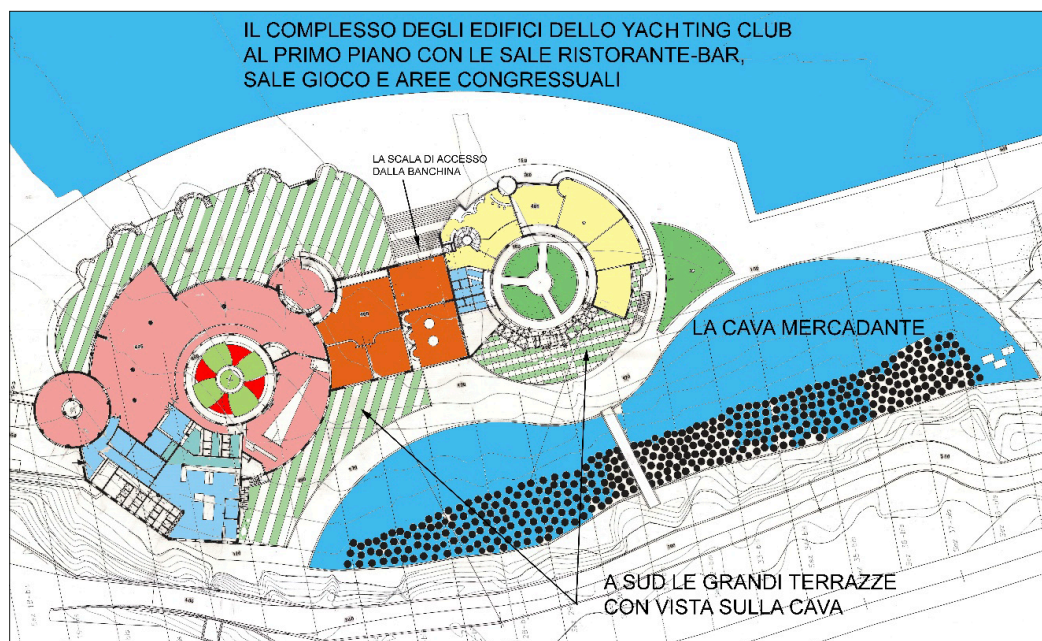 IL COMPLESSO DEGLI EDIFICI DELLO YACHTING CLUB
AL PRIMO PIANO CON LE SALE RISTORANTE-BAR,
SALE GIOCO E AREE CONGRESSUALI
LA SCALA DI ACCESSO
DALLA BANCHINA
LA CAVA MERCADANTE
A SUD LE GRANDI TERRAZZE
CON VISTA SULLA CAVA